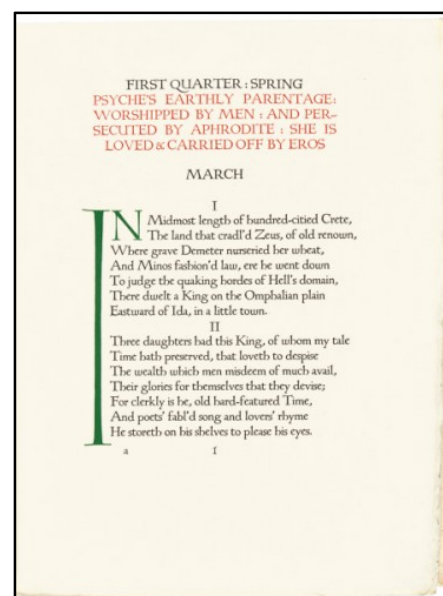 FIRST QUARTER : SPRING
PSYCHE'S EARTHLY PARENTAGE:
WORSHIPPED BY MEN : AND PER-
SECUTED BY APHRODITE : SHE IS
LOVED & CARRIED OFF BY EROS
MARCH
I
IN Midmost length of hundred-citied Crete,
The land that cradl'd Zeus, of old renown,
Where grave Demeter nurseried her wheat,
And Minos fashion'd law, ere he went down
To judge the quaking hordes of Hell's domain,
There dwelt a King on the Omphalian plain
Eastward of Ida, in a little town.
II
Three daughters had this King, of whom my tale
Time hath preserved, that loveth to despise
The wealth which men misdeem of much avail,
Their glories for themselves that they devise;
For clerkly is he, old hard-featured Time,
And poets' fabl'd song and lovers' rhyme
He storeth on his shelves to please his eyes.
a 1